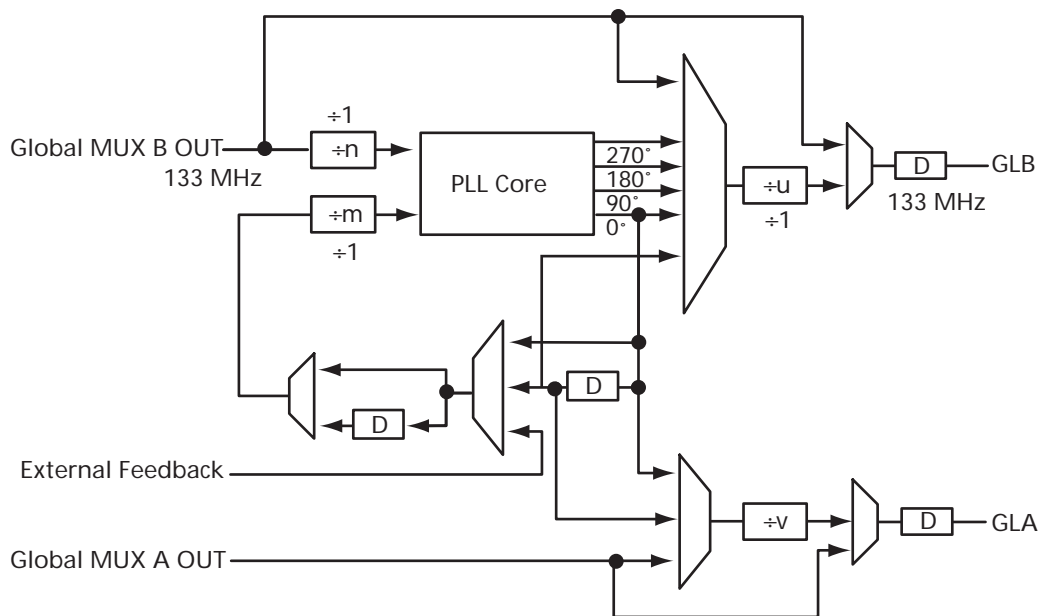 ÷1
Global MUX B OUT
÷n
133 MHz
PLL Core
270˚
180˚
90˚
0˚
÷u
÷1
D
GLB
133 MHz
÷m
÷1
D
D
External Feedback
÷v
D
GLA
Global MUX A OUT